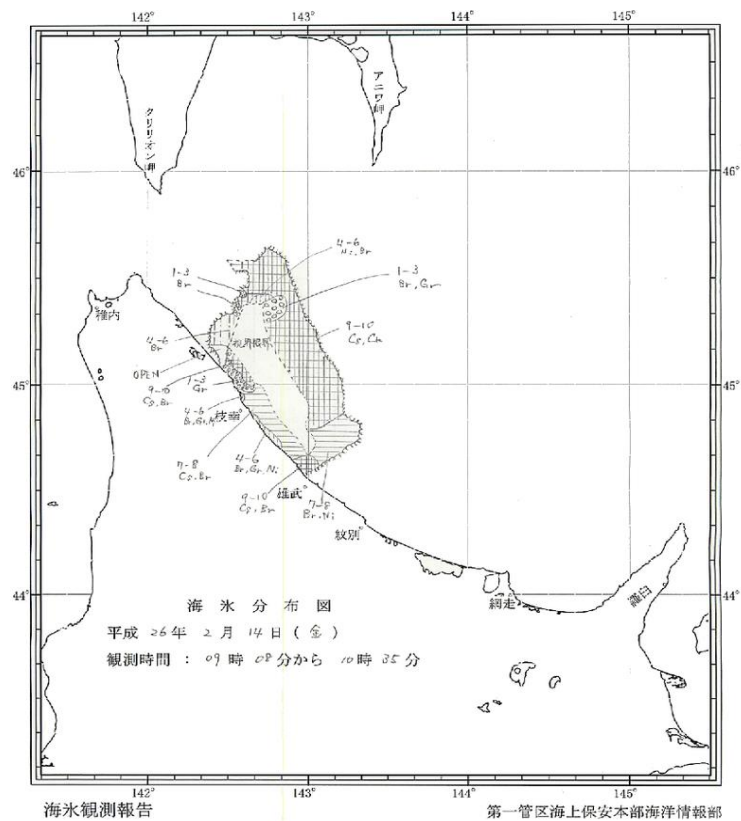 142° 143° 144° 145°
クリリオン岬
アニワ岬
46° 46°
4-6
Ni, Br
1-3
Br
1-3
Br, Gr
稚内
4-6
Br
視界限界
9-10
Cs, Ck
OPEN
45° 45°
9-10
Cs, Br
1-3
Gr
4-6
枝幸
7-8
Cs, Br
4-6
Br, Gr, Ni
9-10
Cs, Br
雄武
7-8
Br, Ni
紋別
網走
44° 44°
海氷分布図
平成 26年 2月 14日 (金)
観測時間 : 09時 08分から 10時 35分
142° 143° 144° 145°
海氷観測報告
第一管区海上保安本部海洋情報部